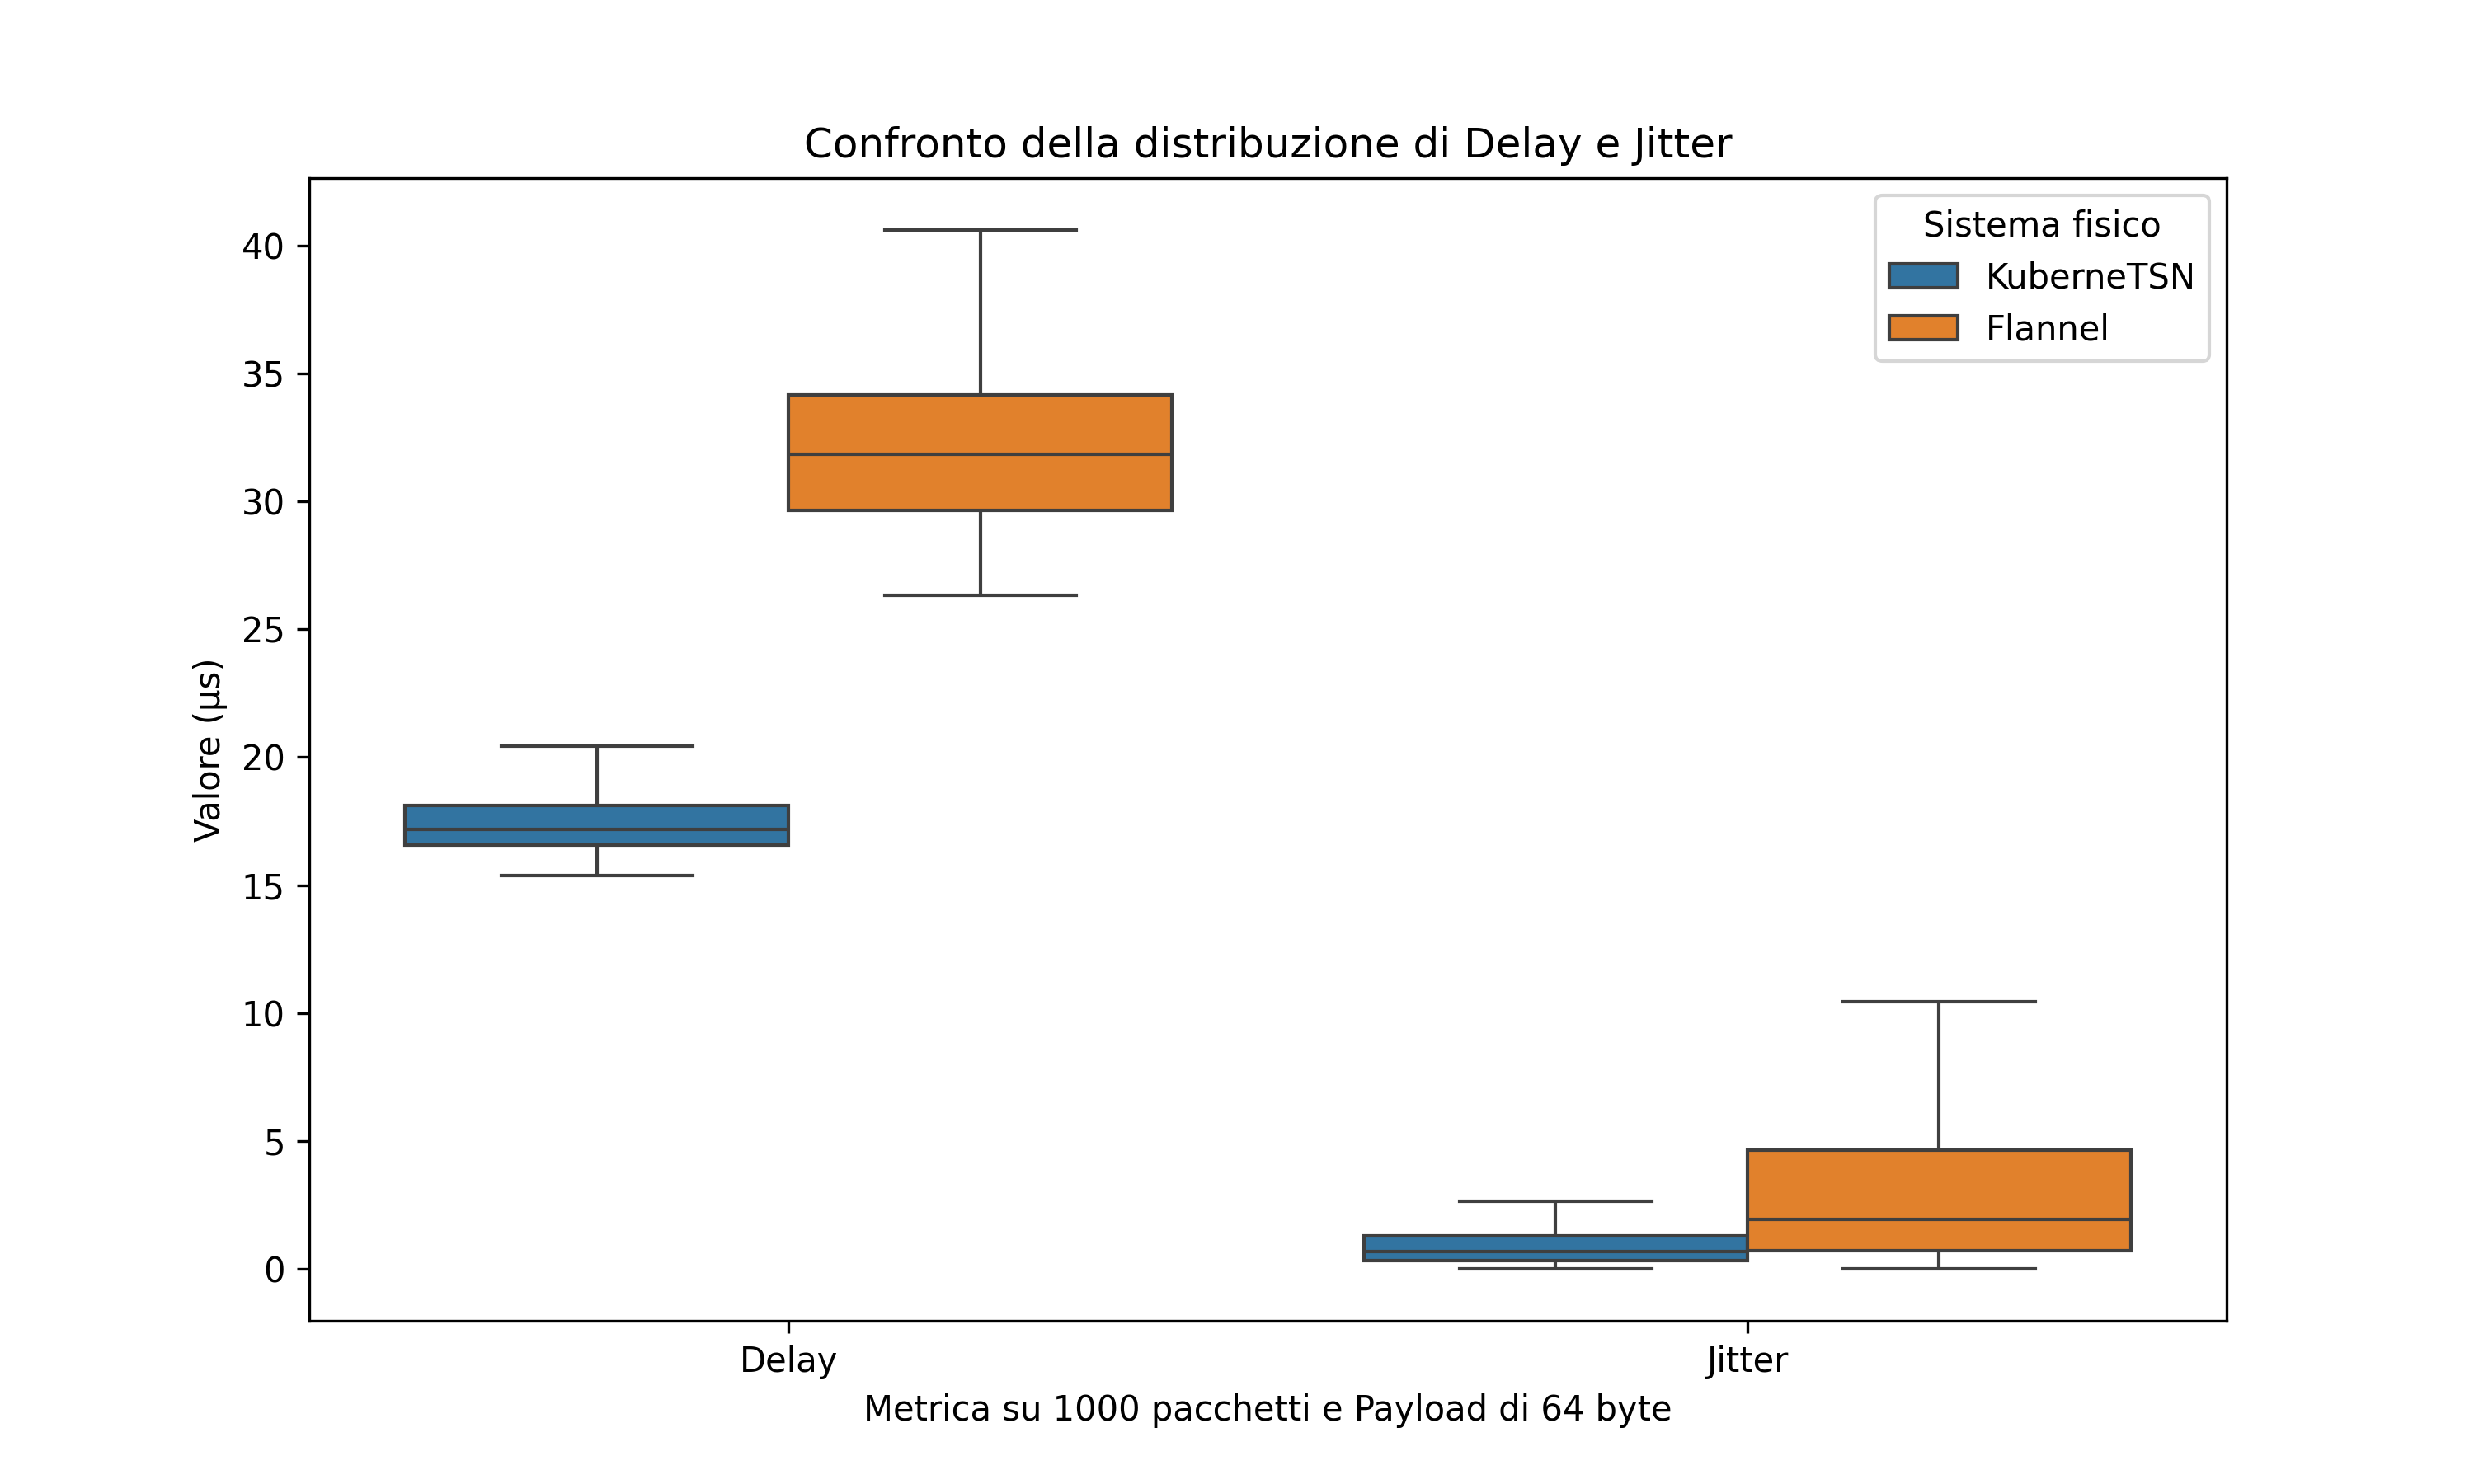 Confronto della distribuzione di Delay e Jitter
Sistema fisico
KuberneTSN
Flannel
Valore (µs)
40
35
30
25
20
15
10
5
0
Delay
Jitter
Metrica su 1000 pacchetti e Payload di 64 byte